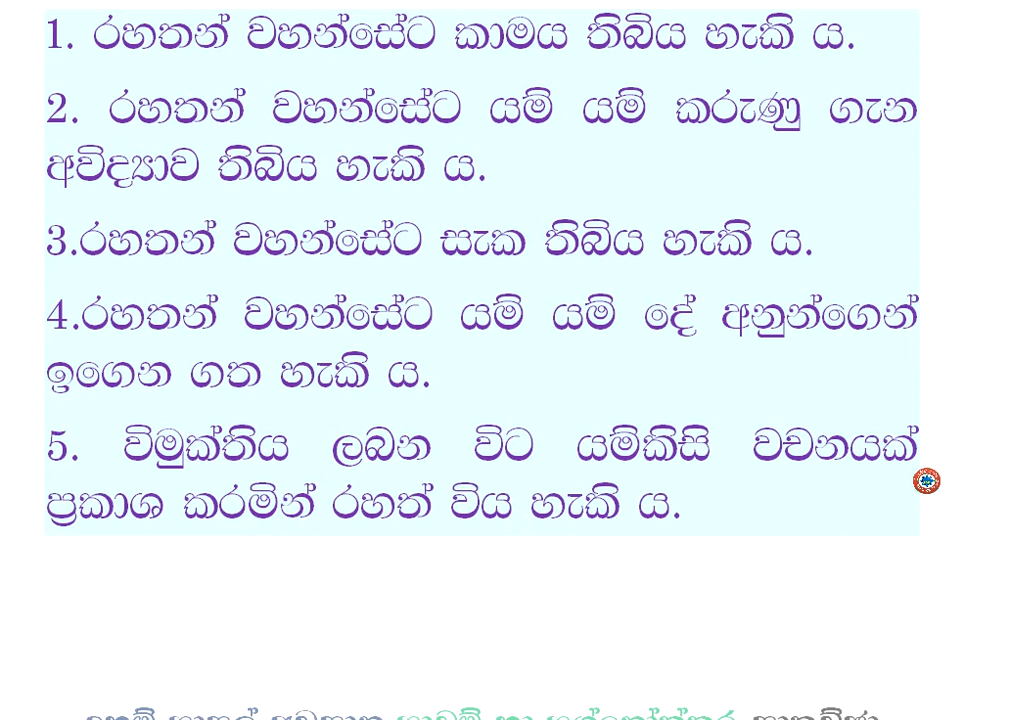 1. රහතන් වහන්සේට කාමය තිබිය හැකි ය.
2. රහතන් වහන්සේට යම් යම් කරුණු ගැන
අවිද්‍යාව තිබිය හැකි ය.
3.රහතන් වහන්සේට සැක තිබිය හැකි ය.
4.රහතන් වහන්සේට යම් යම් දේ අනුන්ගෙන්
ඉගෙන ගත හැකි ය.
5. විමුක්තිය ලබන විට යම්කිසි වචනයක්
ප්‍රකාශ කරමින් රහත් විය හැකි ය.